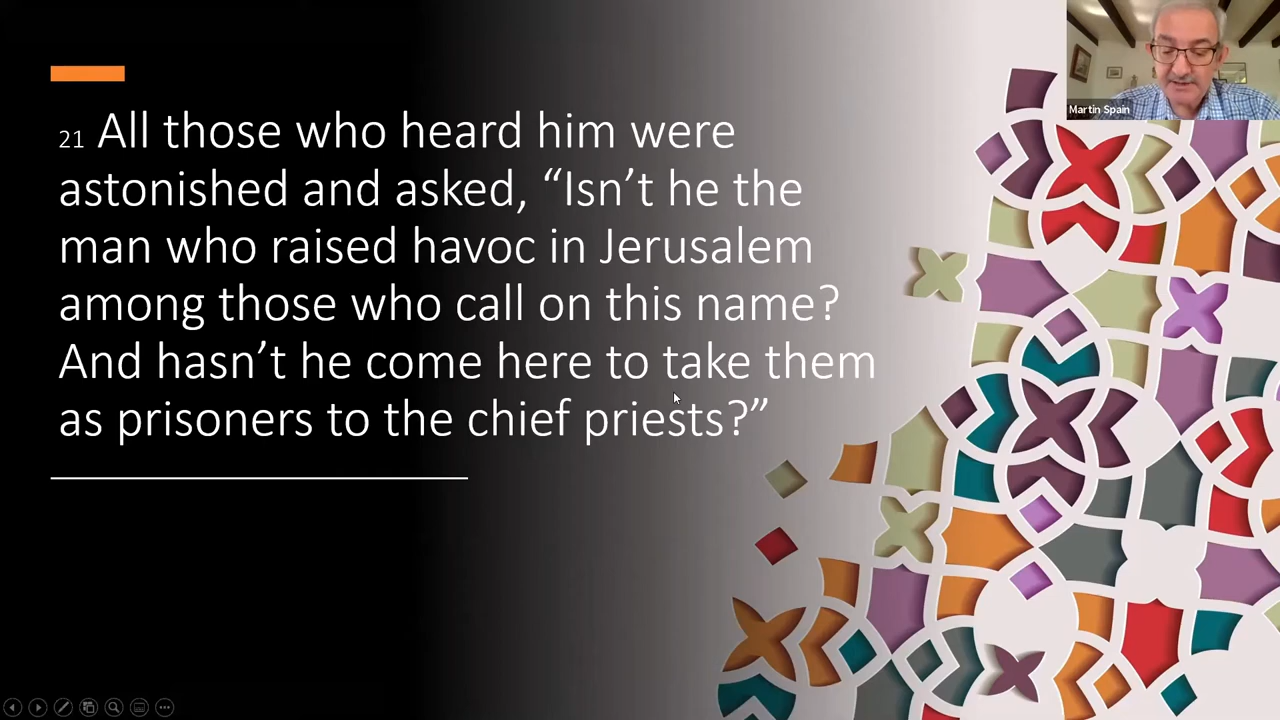 Martin Spain
21 All those who heard him were
astonished and asked, “Isn’t he the
man who raised havoc in Jerusalem
among those who call on this name?
And hasn’t he come here to take them
as prisoners to the chief priests?”